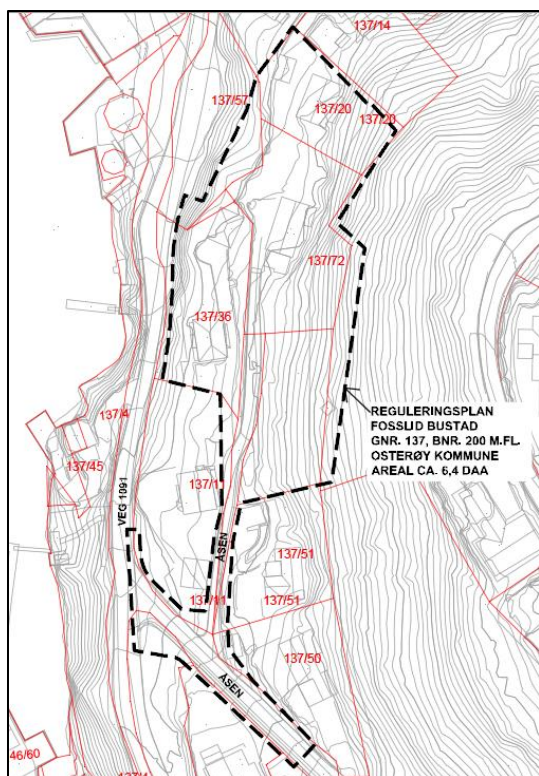 137/14
137/57
137/20
137/20
137/72
137/36
REGULERINGSPLAN
FOSSLID BUSTAD
GNR. 137, BNR. 200 M.FL.
OSTERØY KOMMUNE
AREAL CA. 6,4 DAA
137/4
137/45
137/11
VEG 1091
ÅSEN
137/51
137/11
137/51
137/50
ÅSEN
46/60